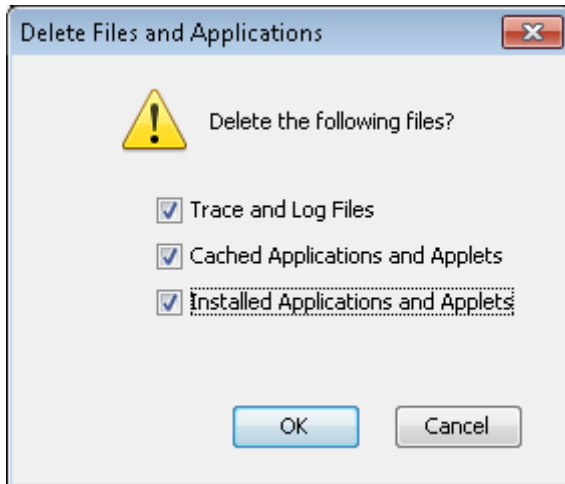 Delete Files and Applications
Delete the following files?
Trace and Log Files
Cached Applications and Applets
Installed Applications and Applets
OK
Cancel